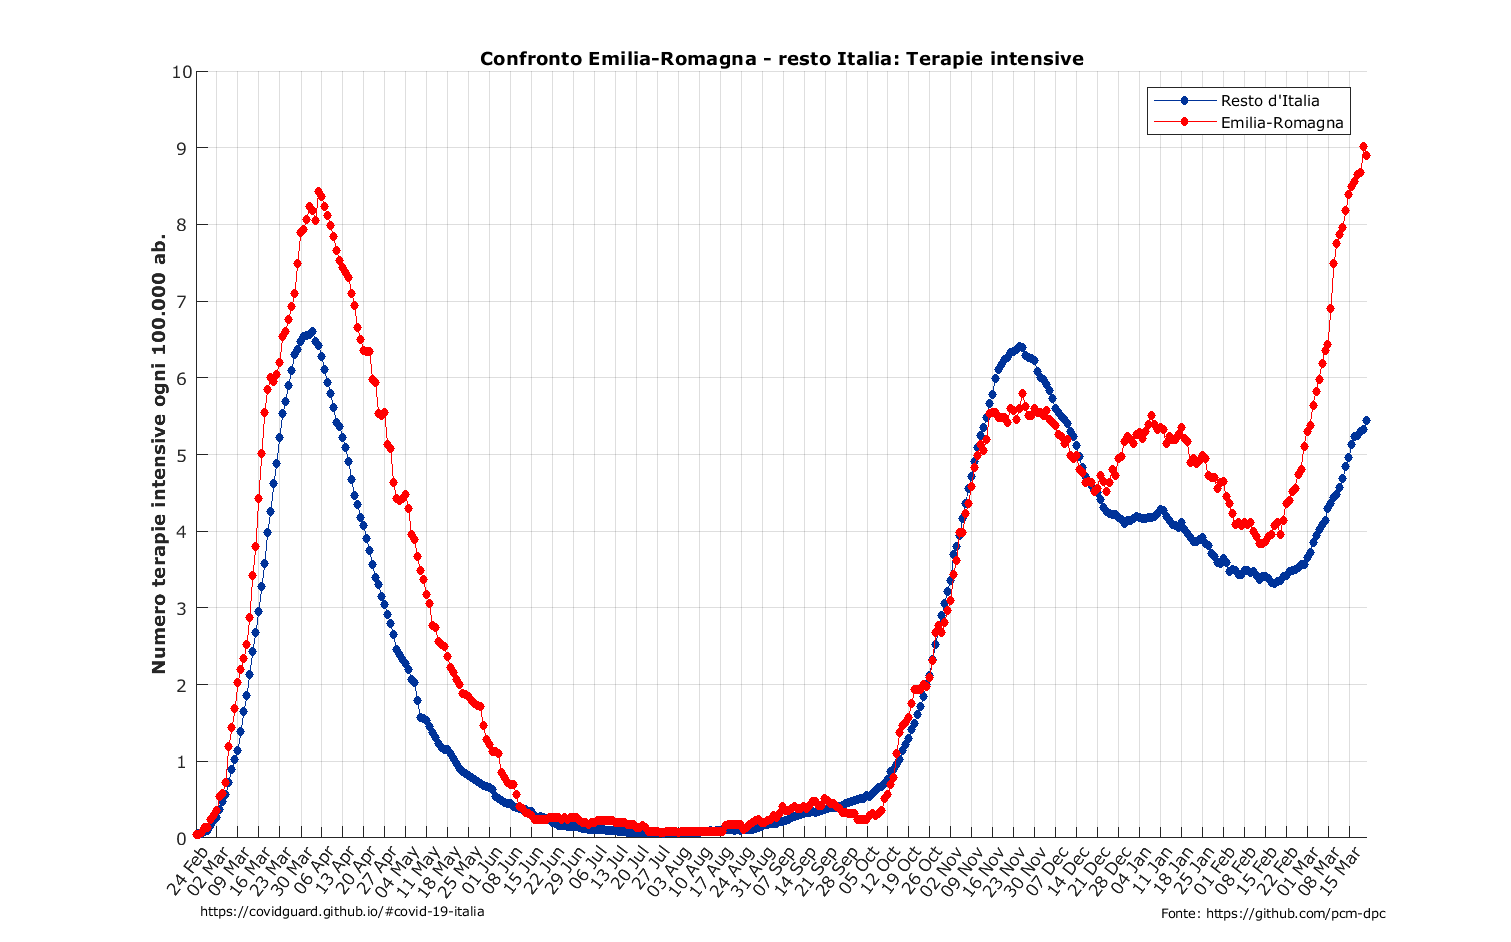 Confronto Emilia-Romagna - resto Italia: Terapie intensive
Numero terapie intensive ogni 100.000 ab.
10
9
8
7
6
5
4
3
2
1
0
Resto d'Italia
Emilia-Romagna
24 Feb
02 Mar
09 Mar
16 Mar
23 Mar
30 Mar
06 Apr
13 Apr
20 Apr
27 Apr
04 May
11 May
18 May
25 May
01 Jun
08 Jun
15 Jun
22 Jun
29 Jun
06 Jul
13 Jul
20 Jul
27 Jul
03 Aug
10 Aug
17 Aug
24 Aug
31 Aug
07 Sep
14 Sep
21 Sep
28 Sep
05 Oct
12 Oct
19 Oct
26 Oct
02 Nov
09 Nov
16 Nov
23 Nov
30 Nov
07 Dec
14 Dec
21 Dec
28 Dec
04 Jan
11 Jan
18 Jan
25 Jan
01 Feb
08 Feb
15 Feb
22 Feb
01 Mar
08 Mar
15 Mar
https://covidguard.github.io/#covid-19-italia
Fonte: https://github.com/pcm-dpc